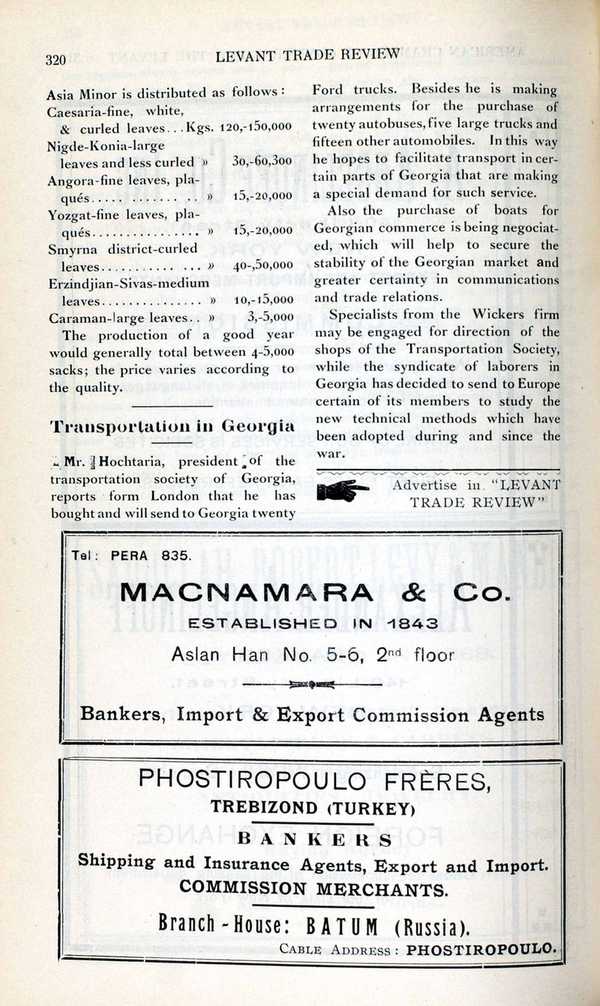 320
LEVANT TRADE REVIEW
Asia Minor is distributed as follows:
Caesaria-fine, white,
& curled leaves...Kgs. 120,-150,000
Nigde-Konia-large
leaves and less curled » 30,-60,300
Angora-fine leaves, pla-
qués..... .......... .. » 15,-20,000
Yozgat-fine leaves, pla-
qués................ » 15,-20,000
Smyrna district-curled
leaves........... ... » 40-,50,000
Erzindjian-Sivas-medium
leaves............... » 10,-15,000
Caraman-large leaves.. » 3,-5,000
The production of a good year
would generally total between 4-5,000
sacks; the price varies according to
the quality.
Transportation in Georgia
Mr. Hochtaria, president of the
transportation society of Georgia,
reports form London that he has
bought and will send to Georgia twenty
Ford trucks. Besides he is making
arrangements for the purchase of
twenty autobuses, five large trucks and
fifteen other automobiles. In this way
he hopes to facilitate transport in cer-
tain parts of Georgia that are making
a special demand for such service.
Also the purchase of boats for
Georgian commerce is being negociat-
ed, which will help to secure the
stability of the Georgian market and
greater certainty in communications
and trade relations.
Specialists from the Wickers firm
may be engaged for direction of the
shops of the Transportation Society,
while the syndicate of laborers in
Georgia has decided to send to Europe
certain of its members to study the
new technical methods which have
been adopted during and since the
war.
Advertise in "LEVANT
TRADE REVIEW"
Tel: PERA 835.
MACNAMARA & Co.
ESTABLISHED IN 1843
Aslan Han No. 5-6, 2nd floor
Bankers, Import & Export Commission Agents
PHOSTIROPOULO FRÈRES,
TREBIZOND (TURKEY)
BANKERS
Shipping and Insurance Agents, Export and Import.
COMMISSION MERCHANTS.
Branch-House: BATUM (Russia).
CABLE ADDRESS: PHOSTIROPOULO.